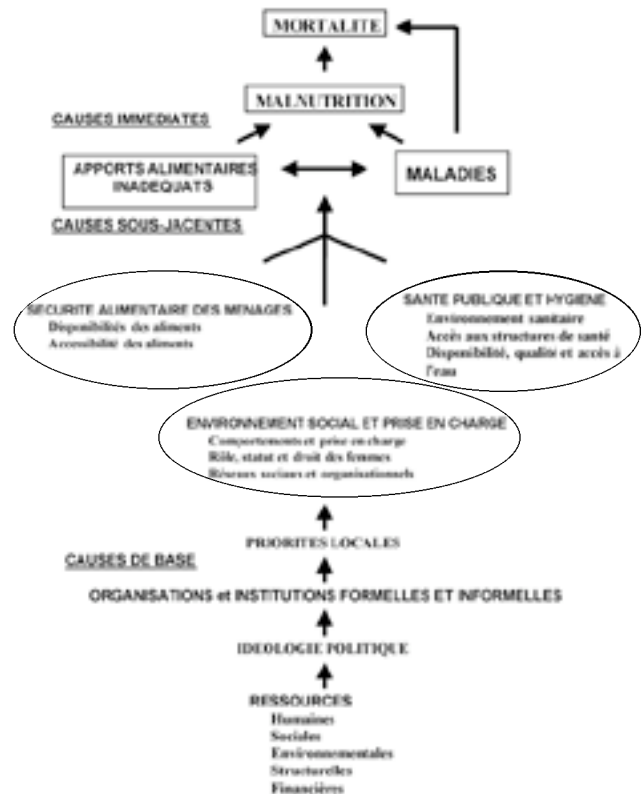 MORTALITE
MALNUTRITION
CAUSES IMMEDIATES
APPORTS ALIMENTAIRES
INADEQUATS
MALADIES
CAUSES SOUS-JACENTES
SECURITE ALIMENTAIRE DES MENAGES
Disponibilités des aliments
Accessibilité des aliments
SANTE PUBLIQUE ET HYGIENE
Environnement sanitaire
Accès aux structures de santé
Disponibilité, qualité et accès à
l'eau
ENVIRONNEMENT SOCIAL ET PRISE EN CHARGE
Comportements et prise en charge
Rôle, statut et droit des femmes
Réseaux sociaux et organisationnels
PRIORITES LOCALES
CAUSES DE BASE
ORGANISATIONS et INSTITUTIONS FORMELLES ET INFORMELLES
IDEOLOGIE POLITIQUE
RESSOURCES
Humaines
Sociales
Environnementales
Structurelles
Financières